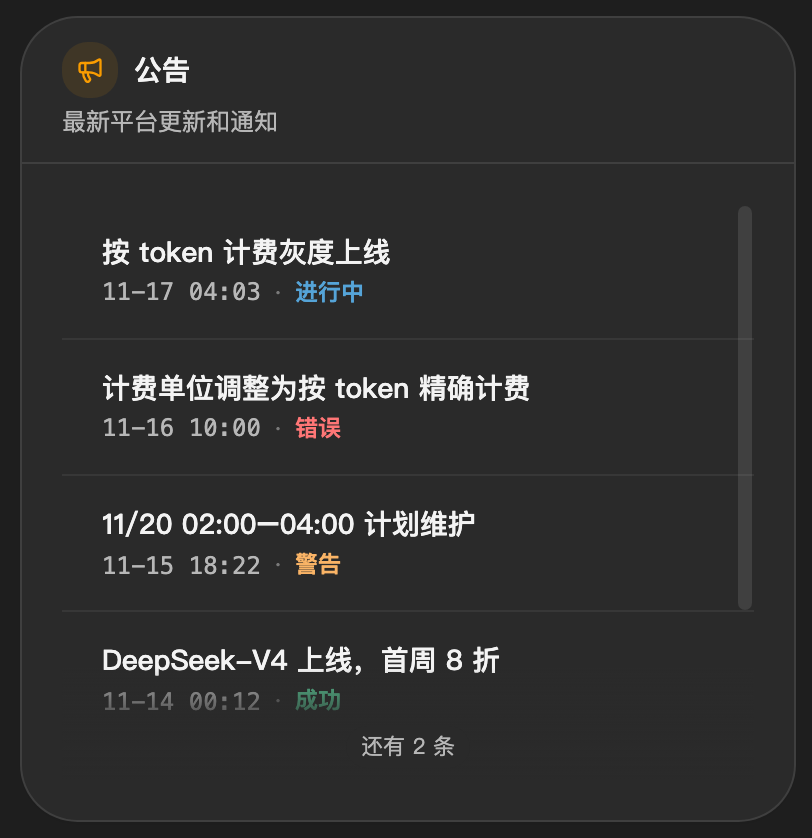 公告
最新平台更新和通知
按 token 计费灰度上线
11-17 04:03 · 进行中
计费单位调整为按 token 精确计费
11-16 10:00 · 错误
11/20 02:00—04:00 计划维护
11-15 18:22 · 警告
DeepSeek-V4 上线，首周 8 折
11-14 00:12 · 成功
还有 2 条